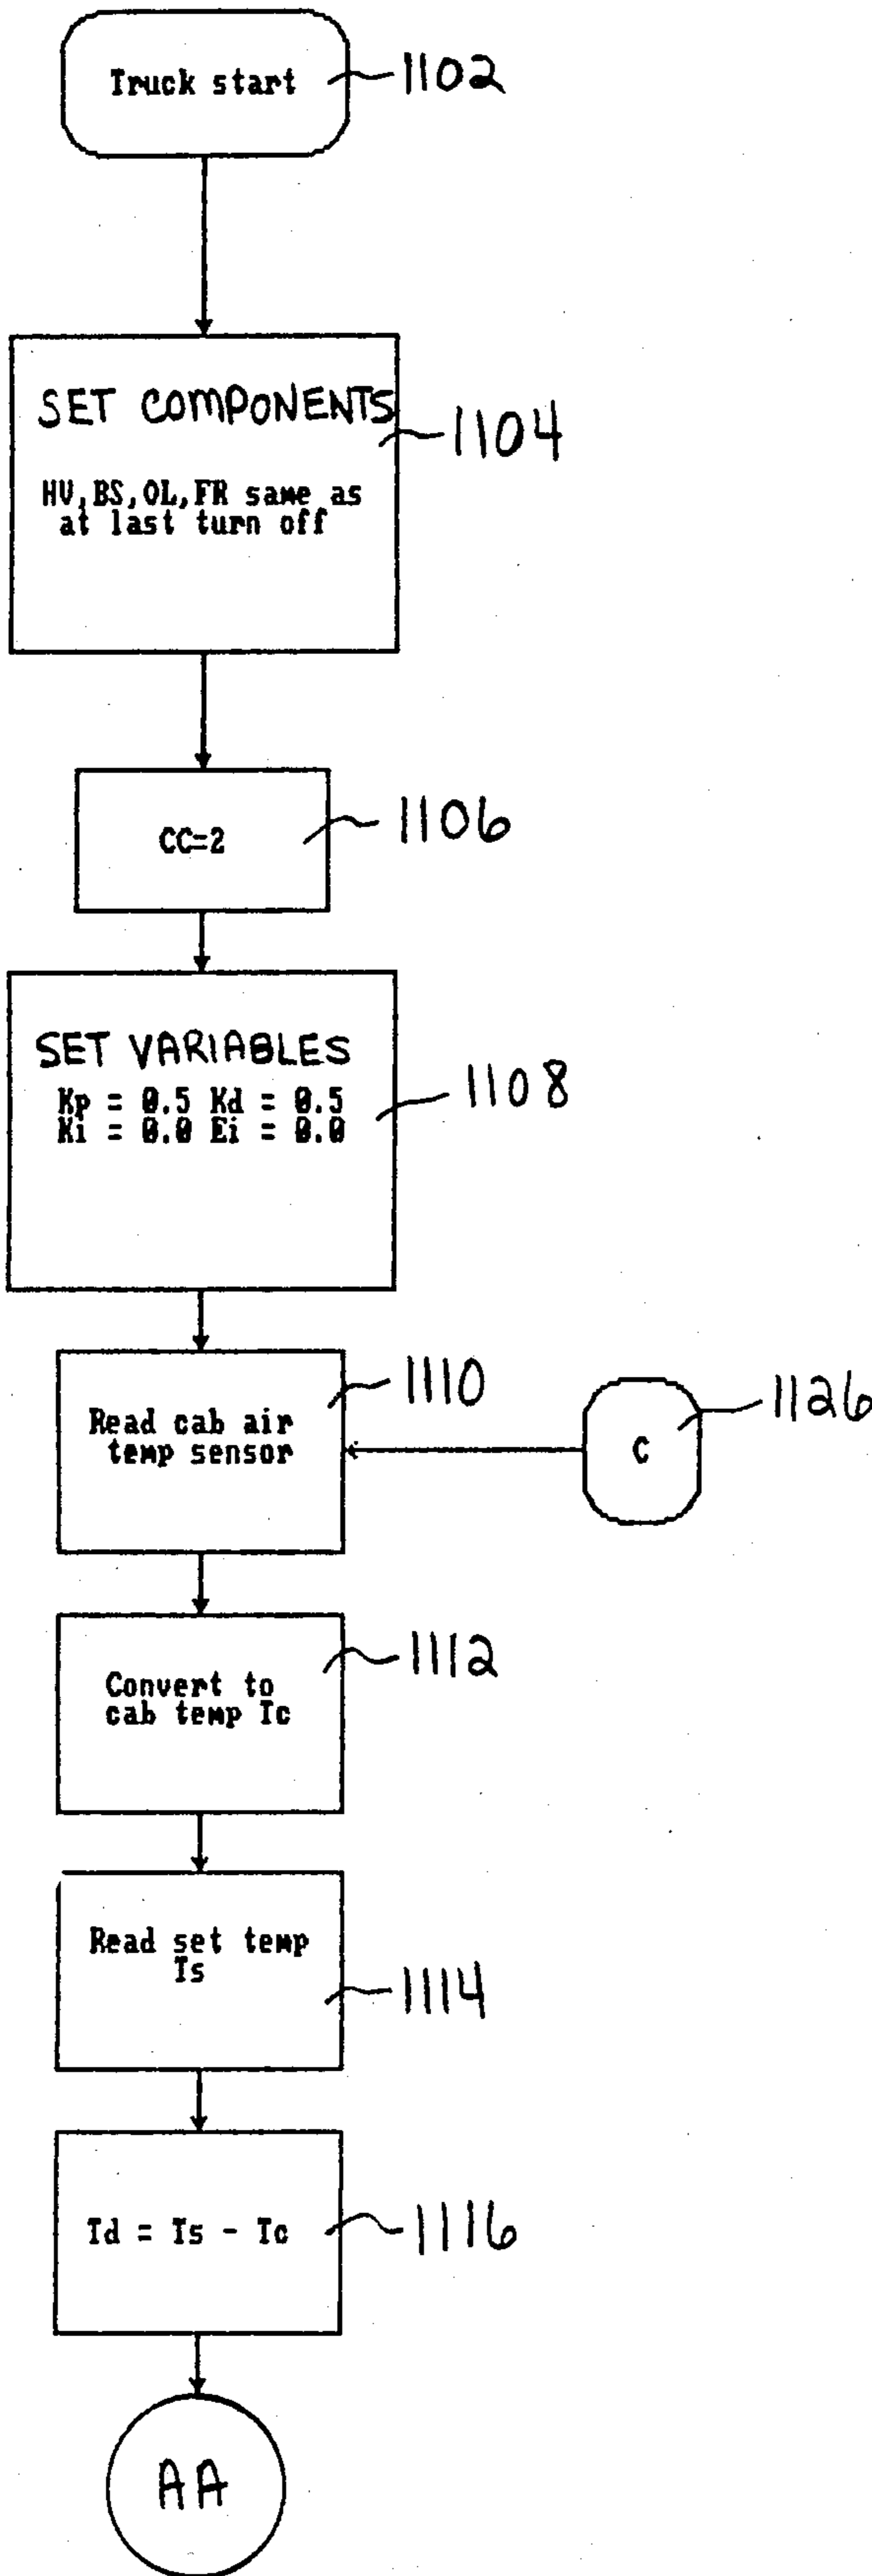 Truck start
1102
SET COMPONENTS
1104
HV,BS,OL,FR same as
at last turn off
CC=2
1106
SET VARIABLES
1108
Kp = 0.5 Kd = 0.5
Ki = 0.0 Ei = 0.0
Read cab air
temp sensor
1110
C
1126
Convert to
cab temp Tc
1112
Read set temp
Ts
1114
Td = Ts - Tc
1116
AA